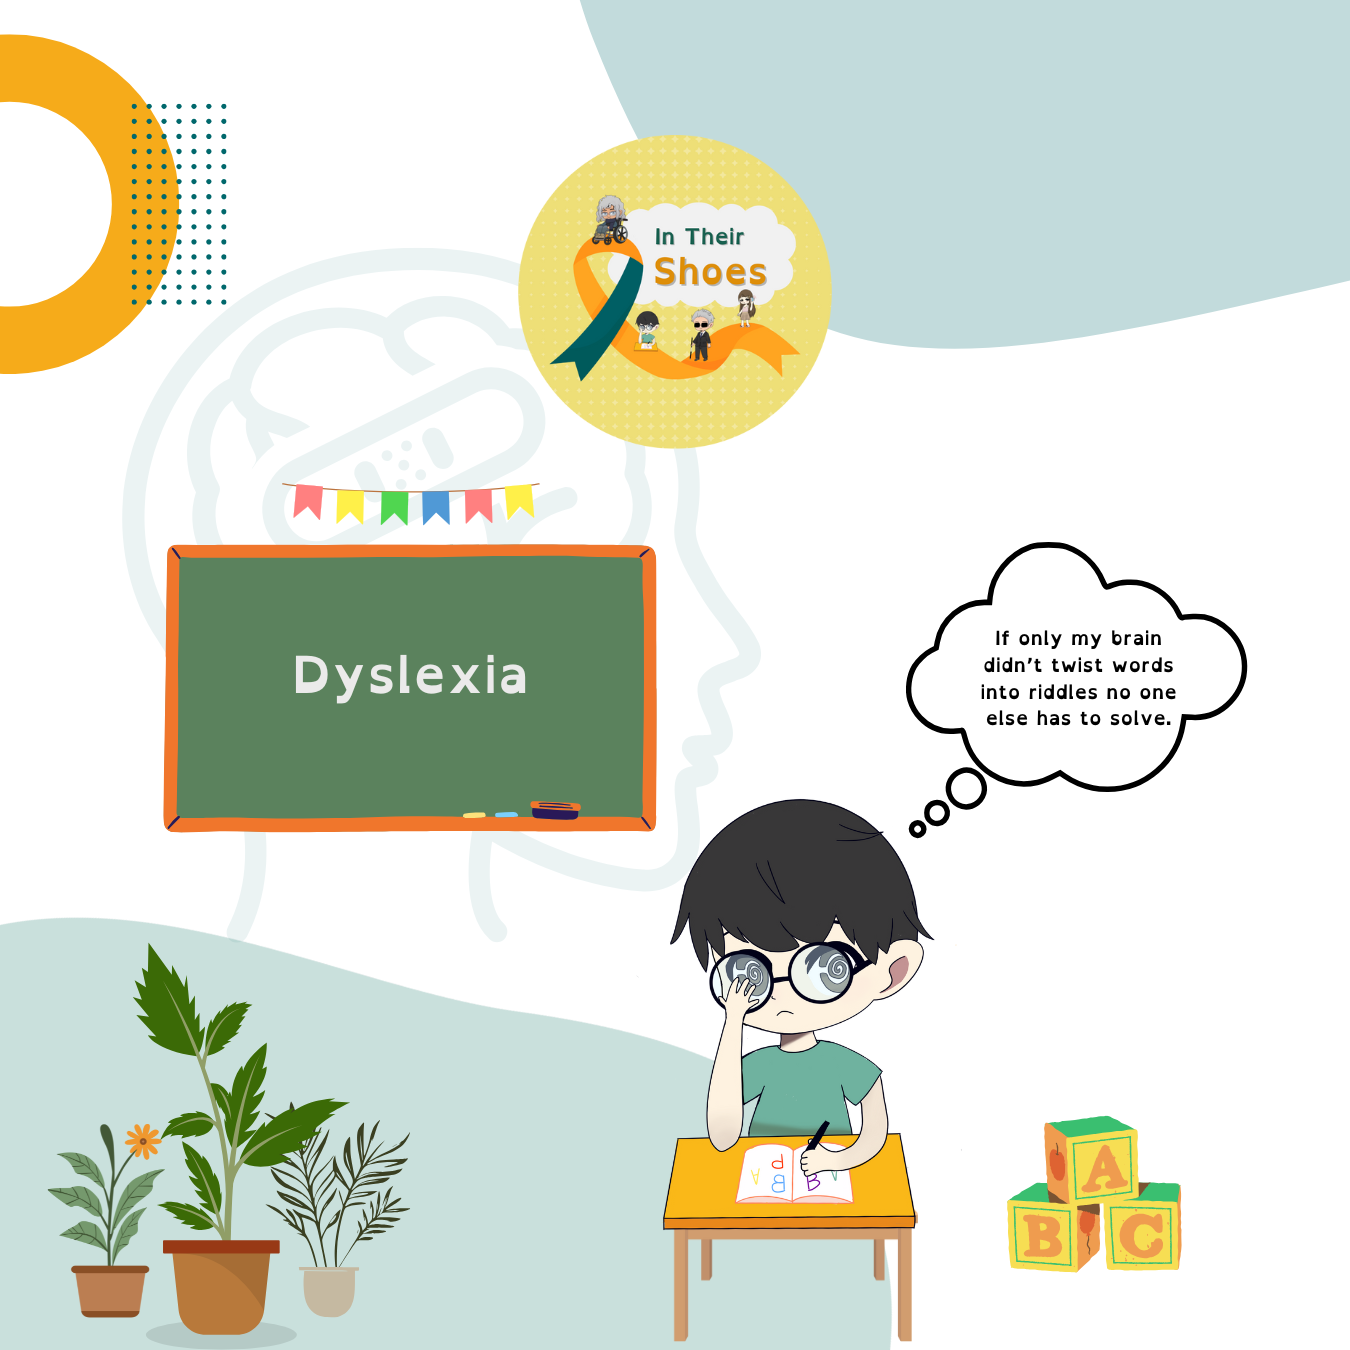 In Their
Shoes
Dyslexia
If only my brain
didn't twist words
into riddles no one
else has to solve.
A
B
C